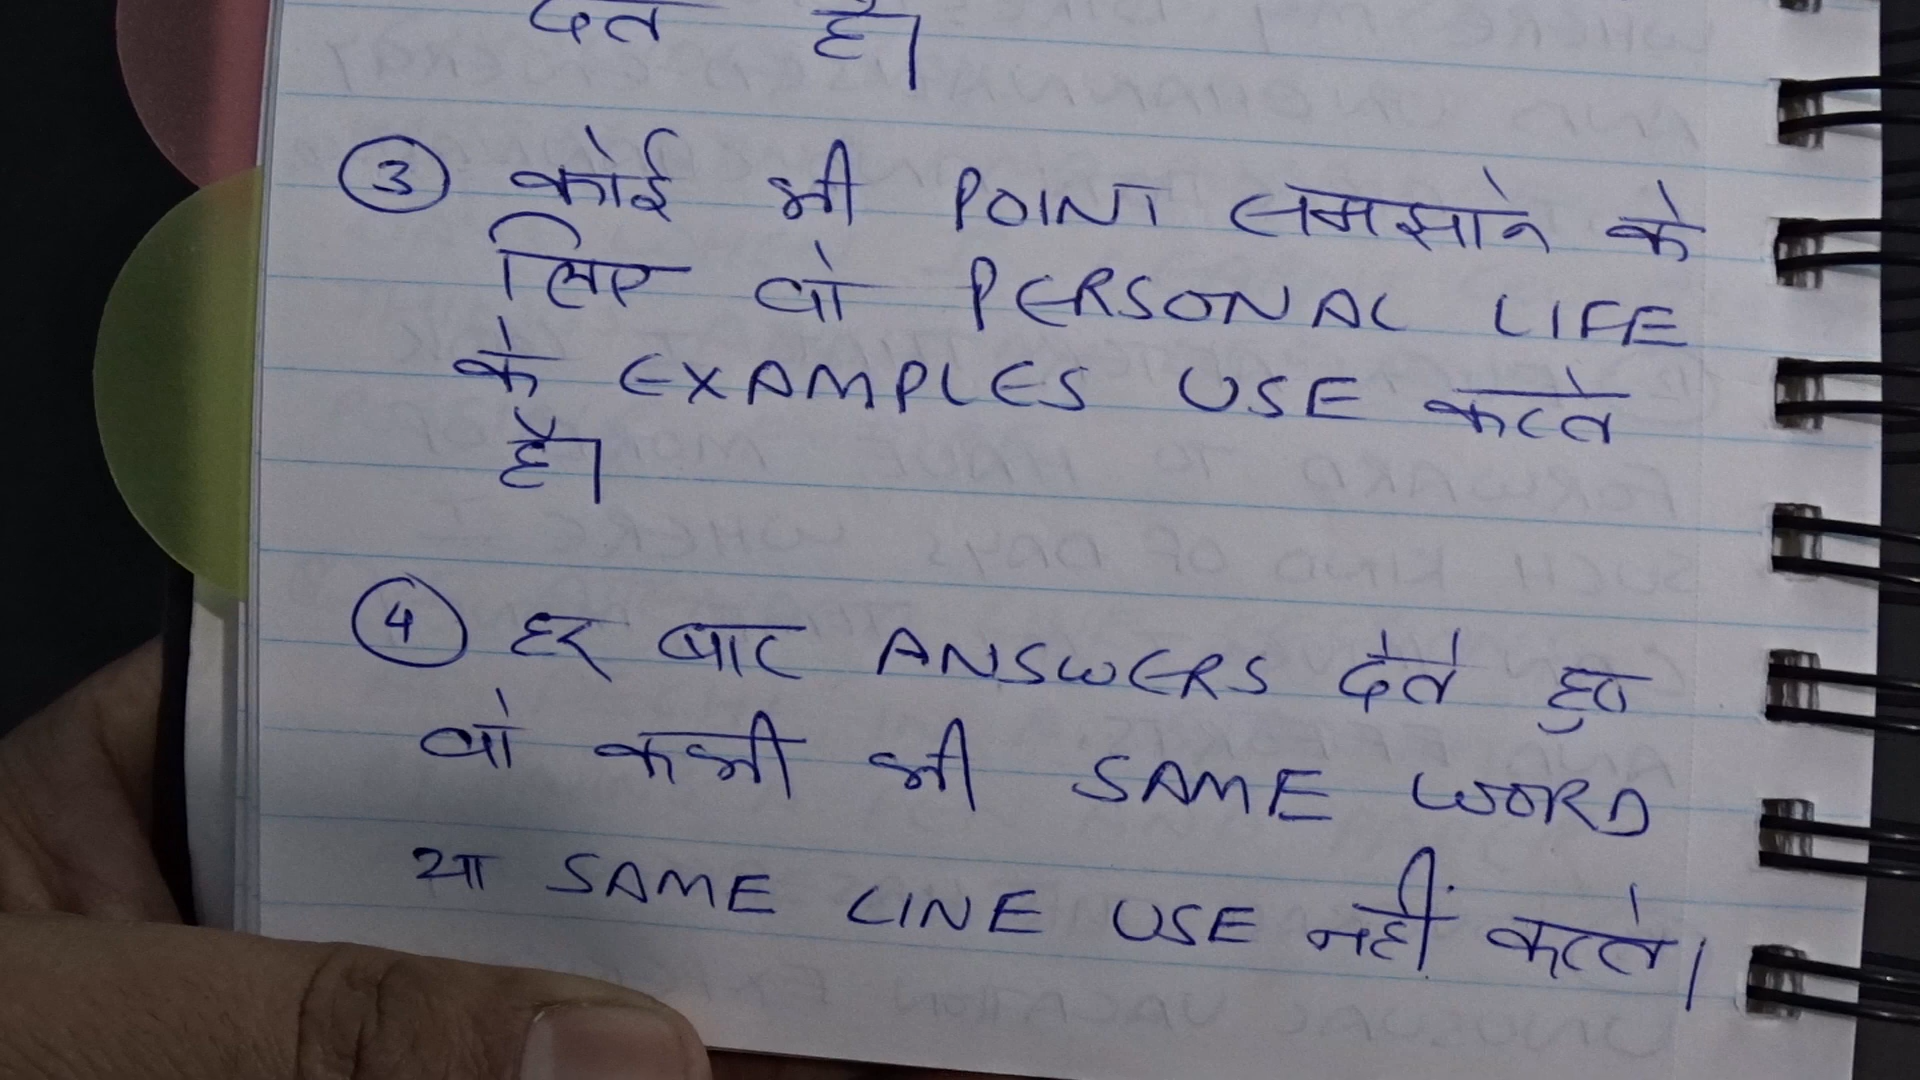 देते है।
③ कोई भी POINT समझाने के
लिए वो PERSONAL LIFE
के EXAMPLES USE करते
है।
④ हर बार ANSWERS देते हुए
वो कभी भी SAME WORD
या SAME LINE USE नहीं करते।